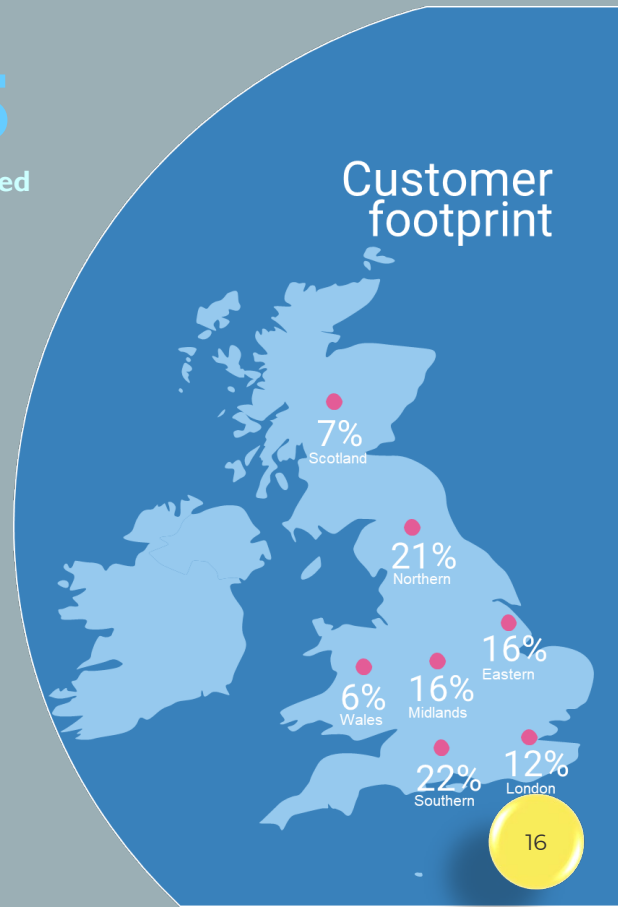 ed
Customer
footprint
7%
Scotland
21%
Northern
16%
Eastern
6%
Wales
16%
Midlands
22%
Southern
12%
London
16